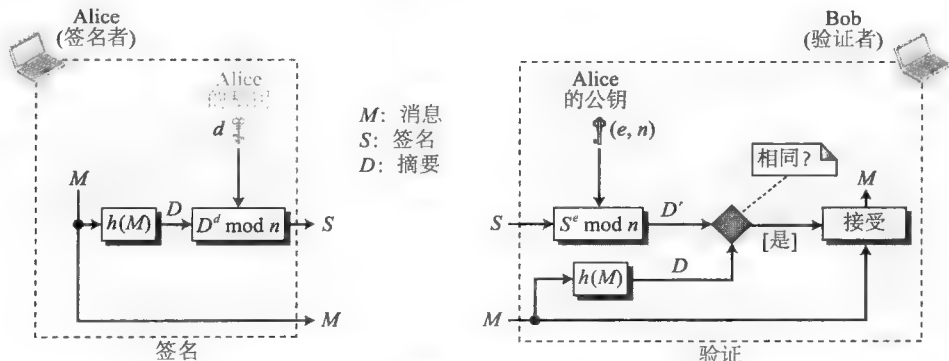 Alice
(签名者)
Alice
d
M: 消息
S: 签名
D: 摘要
M
h(M)
D
D^d mod n
S
M
签名
Bob
(验证者)
Alice
的公钥
(e, n)
相同?
M
S
S^e mod n
D′
[是]
接受
h(M)
D
M
验证